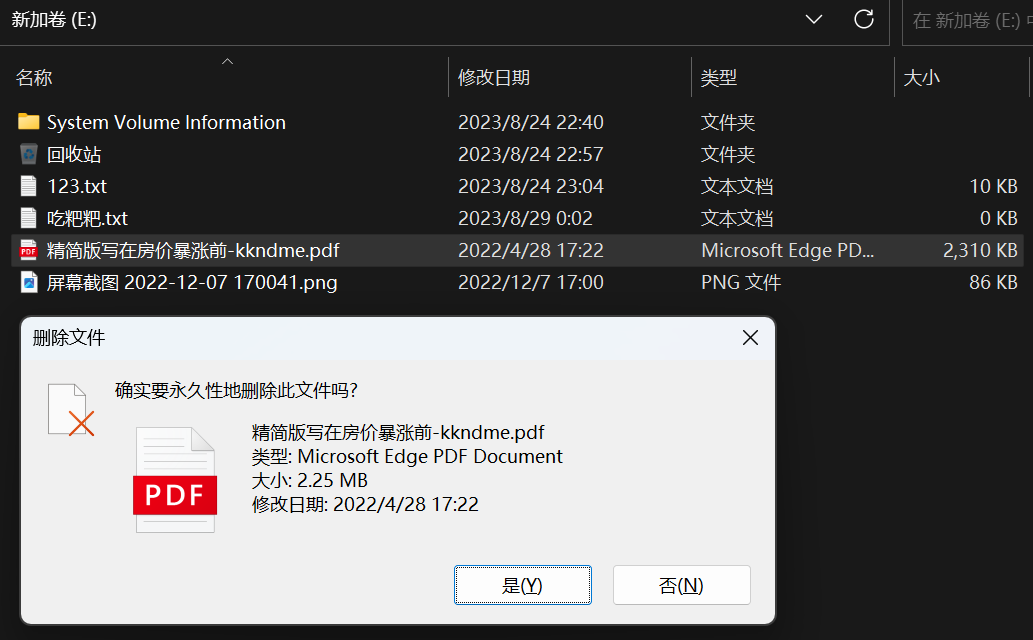 新加卷 (E:)
在 新加卷 (E:) 中
名称 修改日期 类型 大小
System Volume Information 2023/8/24 22:40 文件夹
回收站 2023/8/24 22:57 文件夹
123.txt 2023/8/24 23:04 文本文档 10 KB
吃粑粑.txt 2023/8/29 0:02 文本文档 0 KB
PDF 精简版写在房价暴涨前-kkndme.pdf 2022/4/28 17:22 Microsoft Edge PD... 2,310 KB
屏幕截图 2022-12-07 170041.png 2022/12/7 17:00 PNG 文件 86 KB
删除文件
确实要永久性地删除此文件吗?
PDF
精简版写在房价暴涨前-kkndme.pdf
类型: Microsoft Edge PDF Document
大小: 2.25 MB
修改日期: 2022/4/28 17:22
是(Y) 否(N)